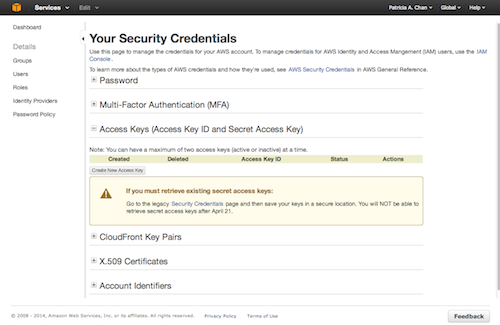 Services Edit Patricia A. Chan Global Help
Dashboard
Details
Groups
Users
Roles
Identity Providers
Password Policy
Your Security Credentials
Use this page to manage the credentials for your AWS account. To manage credentials for AWS Identity and Access Mangement (IAM) users, use the IAM
Console .
To learn more about the types of AWS credentials and how they're used, see AWS Security Credentials in AWS General Reference.
Password
Multi-Factor Authentication (MFA)
Access Keys (Access Key ID and Secret Access Key)
Note: You can have a maximum of two access keys (active or inactive) at a time.
Created Deleted Access Key ID Status Actions
Create New Access Key
If you must retrieve existing secret access keys:
Go to the legacy Security Credentials page and then save your keys in a secure location. You will NOT be able to
retrieve secret access keys after April 21.
CloudFront Key Pairs
X.509 Certificates
Account Identifiers
© 2008 - 2014, Amazon Web Services, Inc. or its affiliates. All rights reserved. Privacy Policy Terms of Use
Feedback